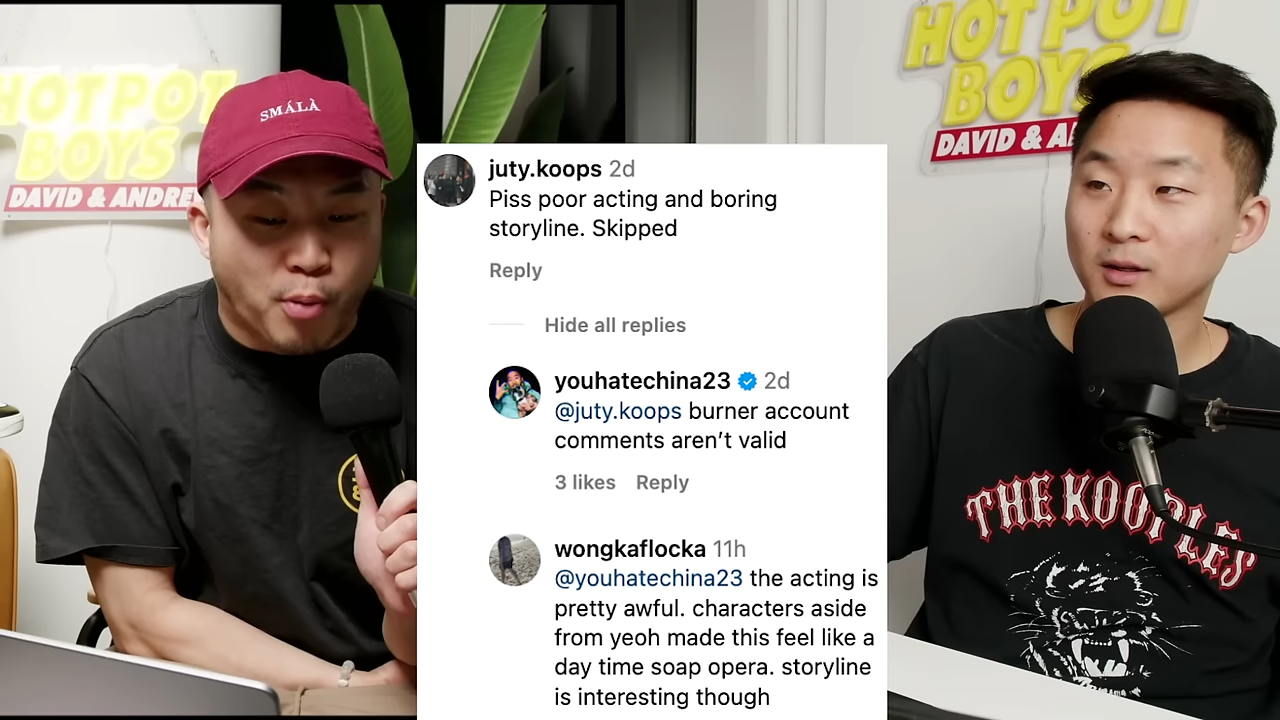 HOT POT
BOYS
DAVID & ANDRE
SMÁLÀ
juty.koops 2d
Piss poor acting and boring
storyline. Skipped
Reply
Hide all replies
youhatechina23 2d
@juty.koops burner account
comments aren’t valid
3 likes Reply
wongkaflocka 11h
@youhatechina23 the acting is
pretty awful. characters aside
from yeoh made this feel like a
day time soap opera. storyline
is interesting though
HOT POT
BOYS
DAVID & A
THE KOOPLES